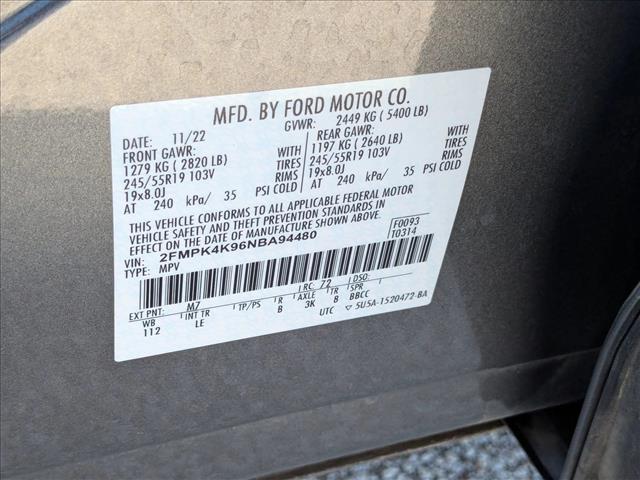 MFD. BY FORD MOTOR CO.
DATE: 11/22 GVWR: 2449 KG ( 5400 LB)
FRONT GAWR: REAR GAWR:
1279 KG ( 2820 LB) WITH 1197 KG ( 2640 LB) WITH
245/55R19 103V TIRES 245/55R19 103V TIRES
19x8.0J RIMS 19x8.0J RIMS
AT 240 kPa/ 35 PSI COLD AT 240 kPa/ 35 PSI COLD
THIS VEHICLE CONFORMS TO ALL APPLICABLE FEDERAL MOTOR
VEHICLE SAFETY AND THEFT PREVENTION STANDARDS IN
EFFECT ON THE DATE OF MANUFACTURE SHOWN ABOVE.
VIN: 2FMPK4K96NBA94480 F0093
TYPE: MPV T0314
EXT PNT: M7 RC: 72 DSO:
WB INT TR TP/PS R AXLE TR SPR
112 LE B 3K 8 BBCC
UTC ▽ 5U5A-1520472-BA